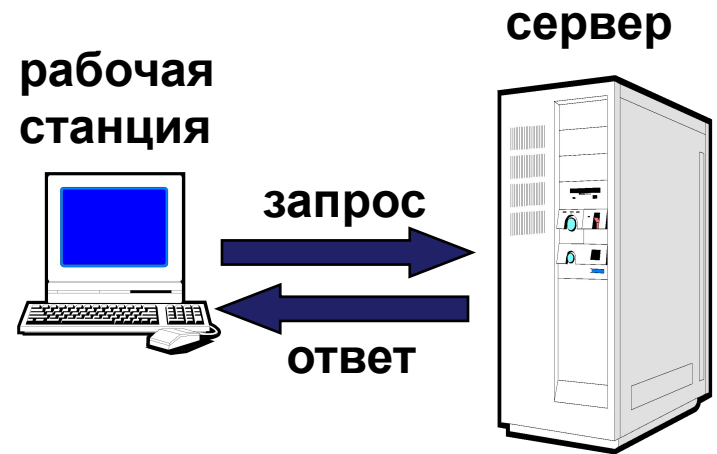 сервер
рабочая
станция
запрос
ответ